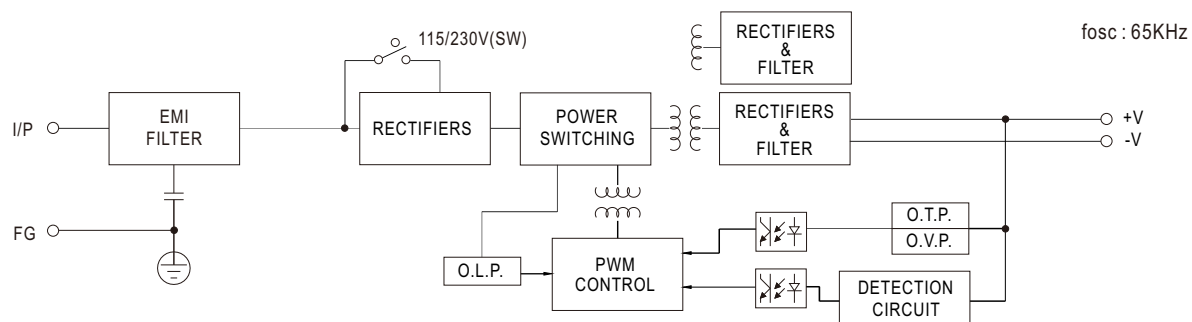 115/230V(SW)
RECTIFIERS
&
FILTER
fosc : 65KHz
I/P
EMI
FILTER
RECTIFIERS
POWER
SWITCHING
RECTIFIERS
&
FILTER
+V
-V
FG
O.L.P.
PWM
CONTROL
O.T.P.
O.V.P.
DETECTION
CIRCUIT